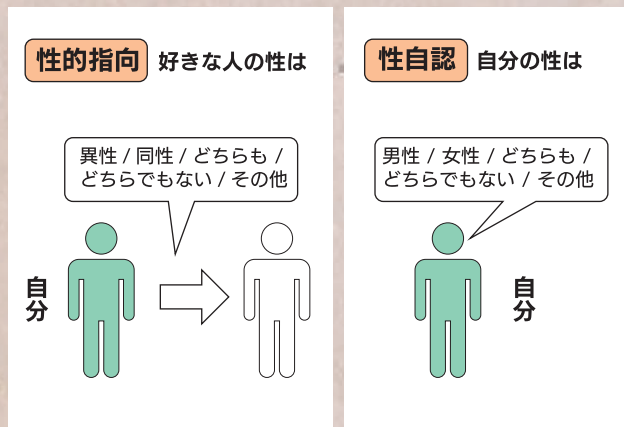 性的指向 好きな人の性は
異性 / 同性 / どちらも /
どちらでもない / その他
自分
性自認 自分の性は
男性 / 女性 / どちらも /
どちらでもない / その他
自分